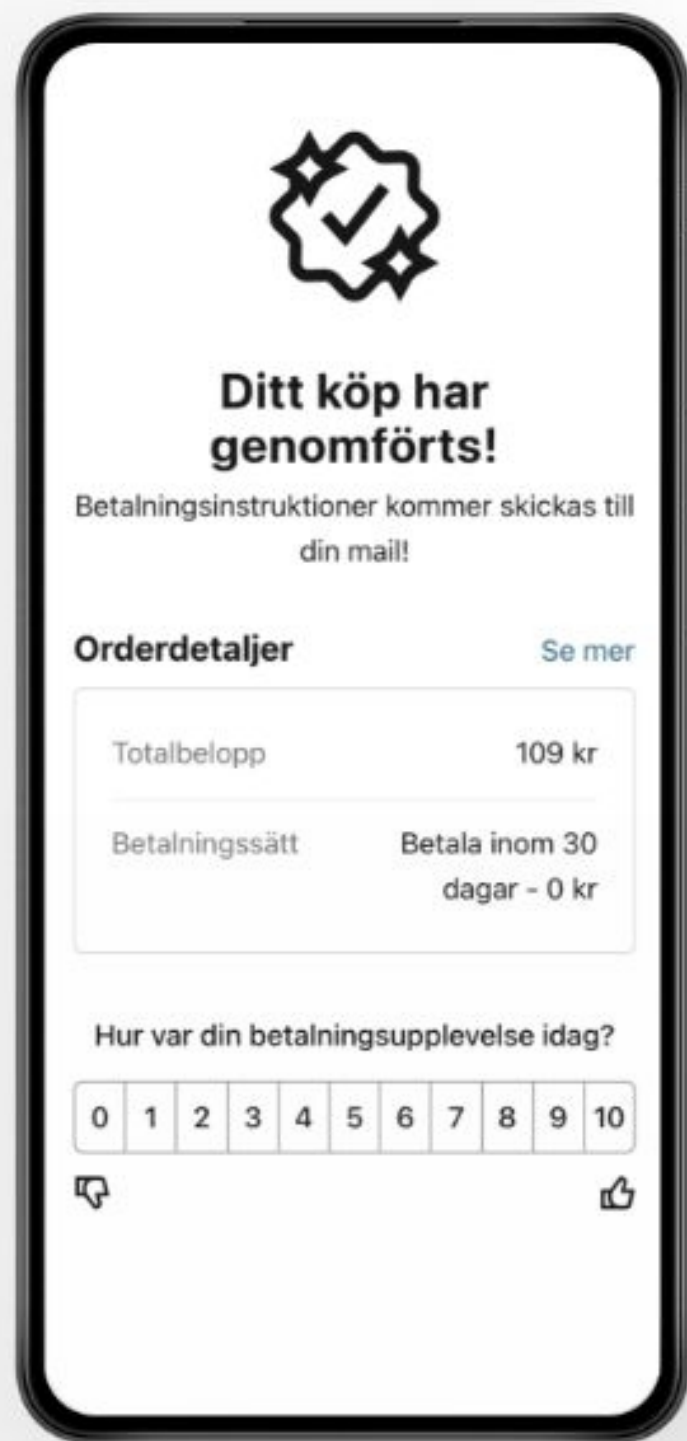 Ditt köp har
genomförts!
Betalningsinstruktioner kommer skickas till
din mail!
Orderdetaljer Se mer
Totalbelopp 109 kr
Betalningssätt Betala inom 30
dagar - 0 kr
Hur var din betalningsupplevelse idag?
0 1 2 3 4 5 6 7 8 9 10